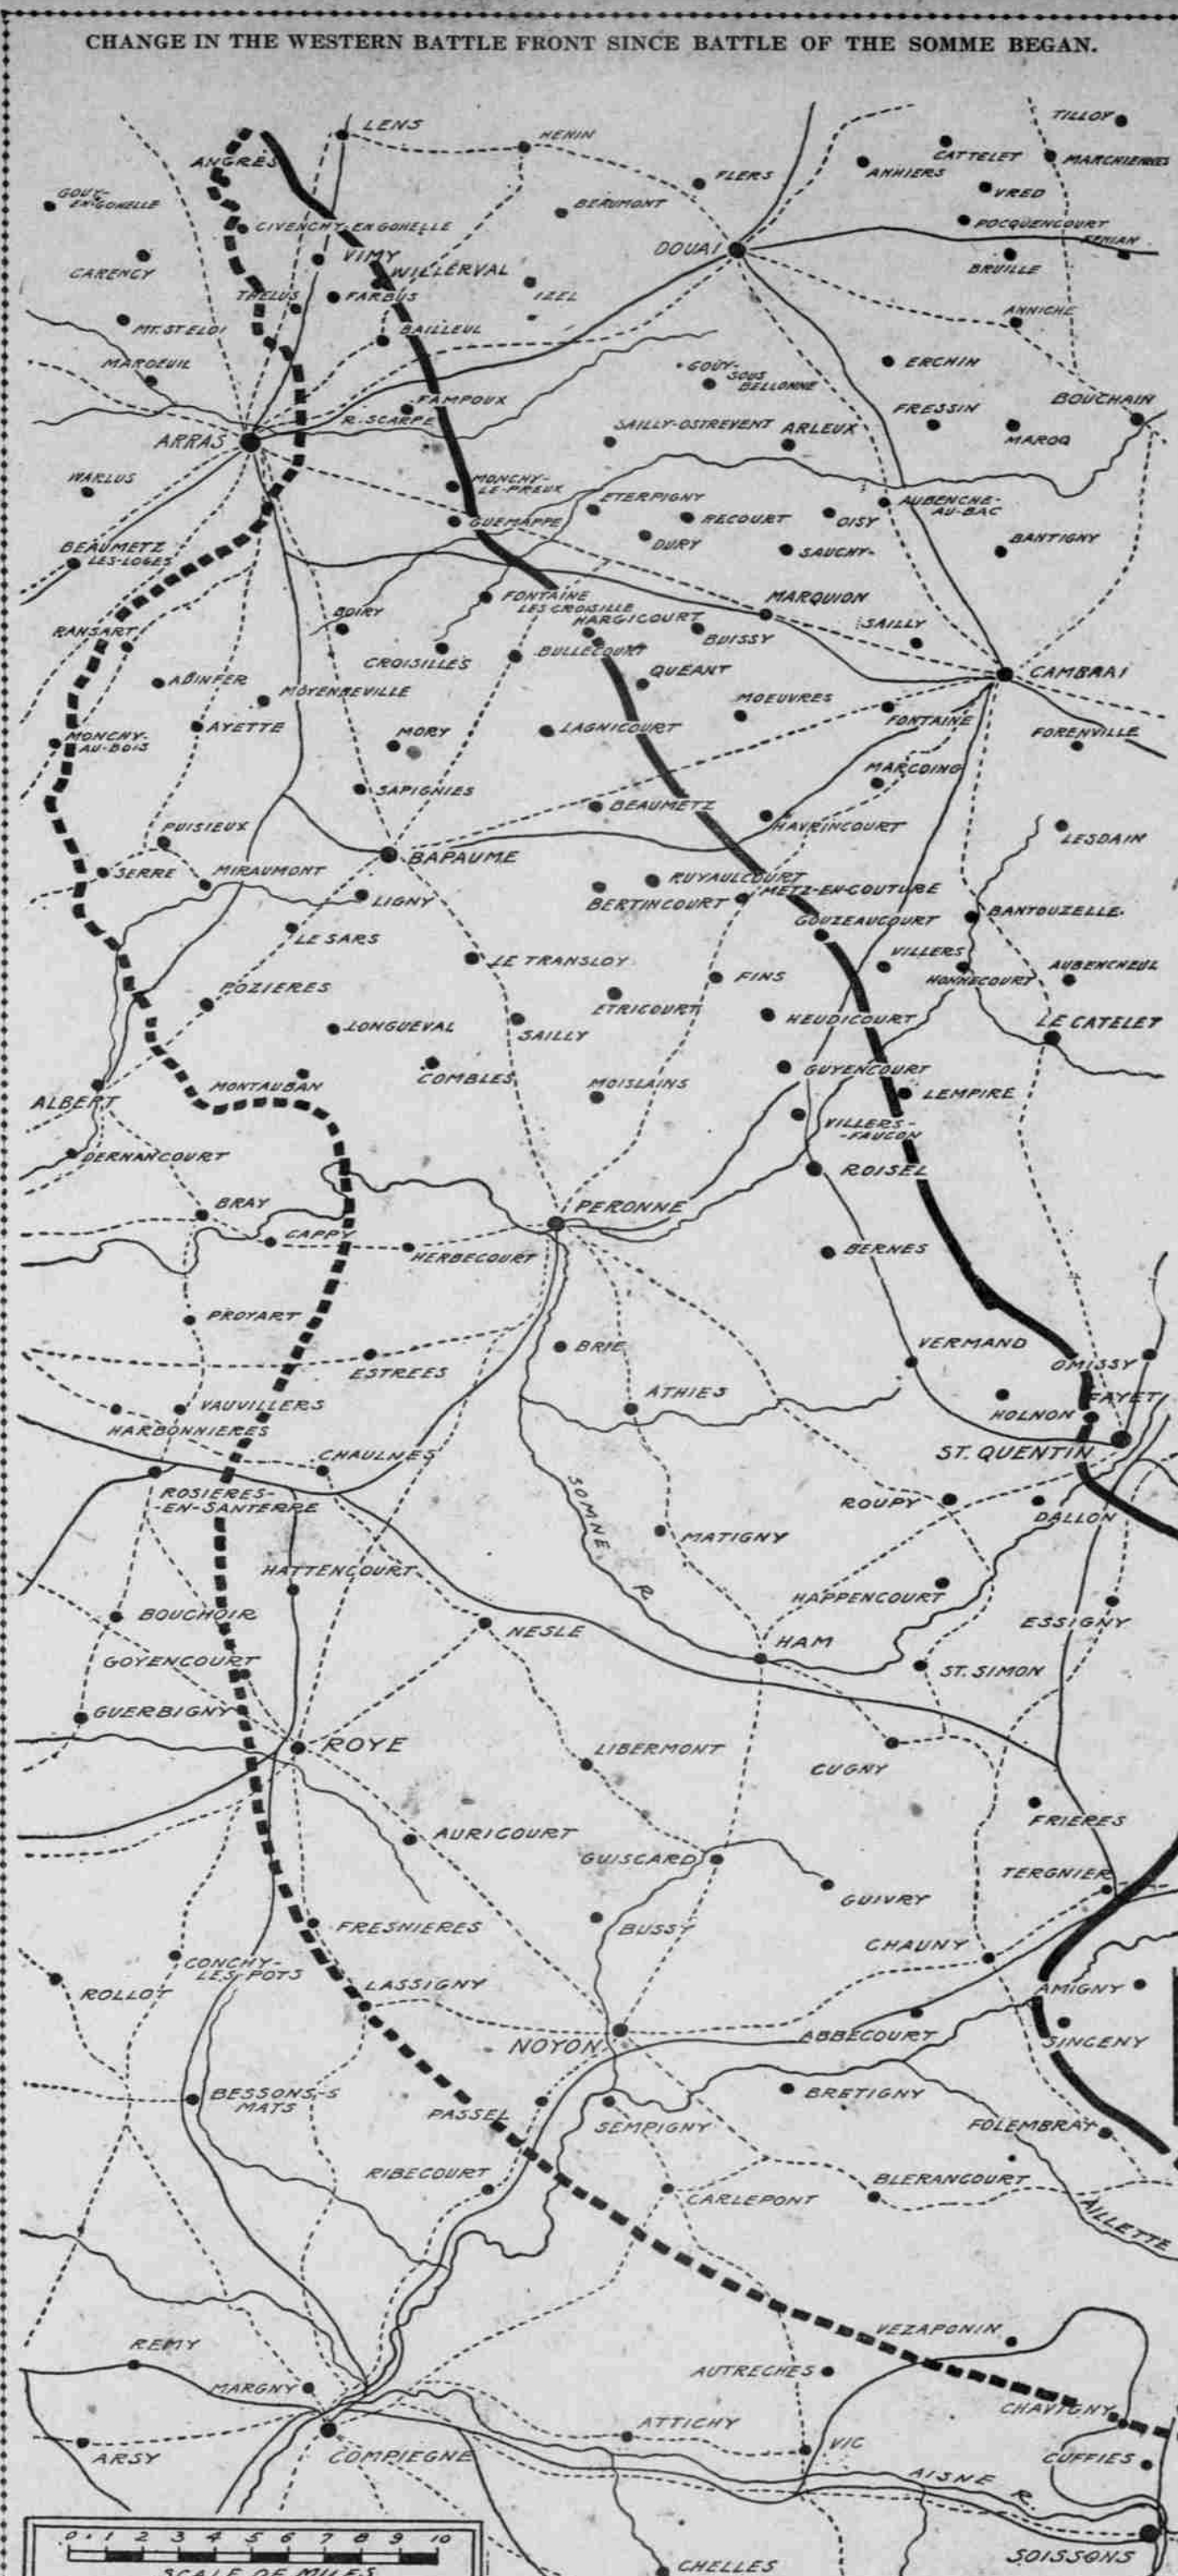 CHANGE IN THE WESTERN BATTLE FRONT SINCE BATTLE OF THE SOMME BEGAN.
LENS
HENIN
TILLOY
ANGRES
CATTELET
MARCHIENNES
ANHIERS
FLERS
VRED
GOUY-
EN-GOHELLE
BEAUMONT
CIVENCHY-EN GOHELLE
POCQUENCOURT
DOUAI
VIMY
BRUILLE
CARENCY
WILLERVAL
THELUS
FARBUS
IZEL
ANNICHE
MT. ST ELOI
BAILLEUL
MAROEUIL
GOUY-
SOUS
BELLONNE
ERCHIN
FAMPOUX
BOUCHAIN
R. SCARPE
FRESSIN
ARRAS
SAILLY-OSTREVENT
ARLEUX
MARCQ
WARLUS
MONCHY-
LE-PREUX
ETERPIGNY
AUBENCHE-
AU-BAC
GUEMAPPE
RECOURT
OISY
DURY
SAUCHY-
BANTIGNY
BEAUMETZ
LES-LOGES
FONTAINE
LES CROISILLE
MARQUION
BOIRY
HARGICOURT
SAILLY
RANSART
BUISSY
CROISILLES
BULLECOURT
QUEANT
CAMBRAI
ADINFER
MOYENNEVILLE
MOEUVRES
FONTAINE
AYETTE
MORY
LAGNICOURT
FORENVILLE
MONCHY-
AU-BOIS
MARCOING
SAPIGNIES
BEAUMETZ
PUISIEUX
HAVRINCOURT
LESDAIN
BAPAUME
SERRE
MIRAUMONT
RUYAULCOURT
METZ-EN-COUTURE
LIGNY
BERTINCOURT
GOUZEAUCOURT
BANTOUZELLE
LE SARS
VILLERS
LE TRANSLOY
FINS
HONNECOURT
AUBENCHEUL
POZIERES
ETRICOURT
LONGUEVAL
SAILLY
HEUDICOURT
LE CATELET
MONTAUBAN
COMBLES
MOISLAINS
GUYENCOURT
ALBERT
LEMPIRE
VILLERS-
-FAUCON
DERNANCOURT
ROISEL
BRAY
PERONNE
CAPPY
HERBECOURT
BERNES
PROYART
BRIE
VERMAND
OMISSY
ESTREES
ATHIES
FAYET
VAUVILLERS
HOLNON
HARBONNIERES
CHAULNES
ST. QUENTIN
ROSIERES-
-EN-SANTERRE
SOMNE R.
ROUPY
DALLON
MATIGNY
HATTENCOURT
HAPPENCOURT
BOUCHOIR
NESLE
ESSIGNY
HAM
GOYENCOURT
ST. SIMON
GUERBIGNY
ROYE
LIBERMONT
CUGNY
FRIERES
AURICOURT
GUISCARD
TERGNIER
GUIVRY
FRESNIERES
BUSSY
CHAUNY
CONCHY-
LES POTS
LASSIGNY
ROLLOT
AMIGNY
NOYON
ABBECOURT
SINCENY
BESSONS-S
MATS
BRETIGNY
PASSEL
SEMPIGNY
FOLEMBRAY
RIBECOURT
CARLEPONT
BLERANCOURT
AILLETTE
VEZAPONIN
REMY
AUTRECHES
MARGNY
CHAVIGNY
ATTICHY
ARSY
COMPIEGNE
VIC
CUFFIES
AISNE R.
SOISSONS
0 1 2 3 4 5 6 7 8 9 10
SCALE OF MILES
CHELLES